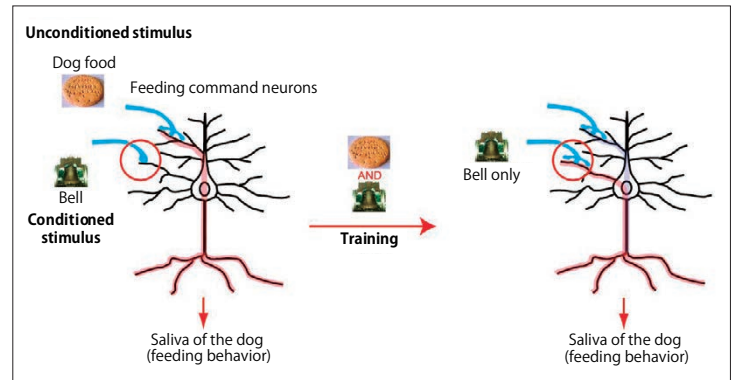 Unconditioned stimulus
Dog food
Feeding command neurons
Bell
Conditioned
stimulus
AND
Training
Bell only
Saliva of the dog
(feeding behavior)
Saliva of the dog
(feeding behavior)